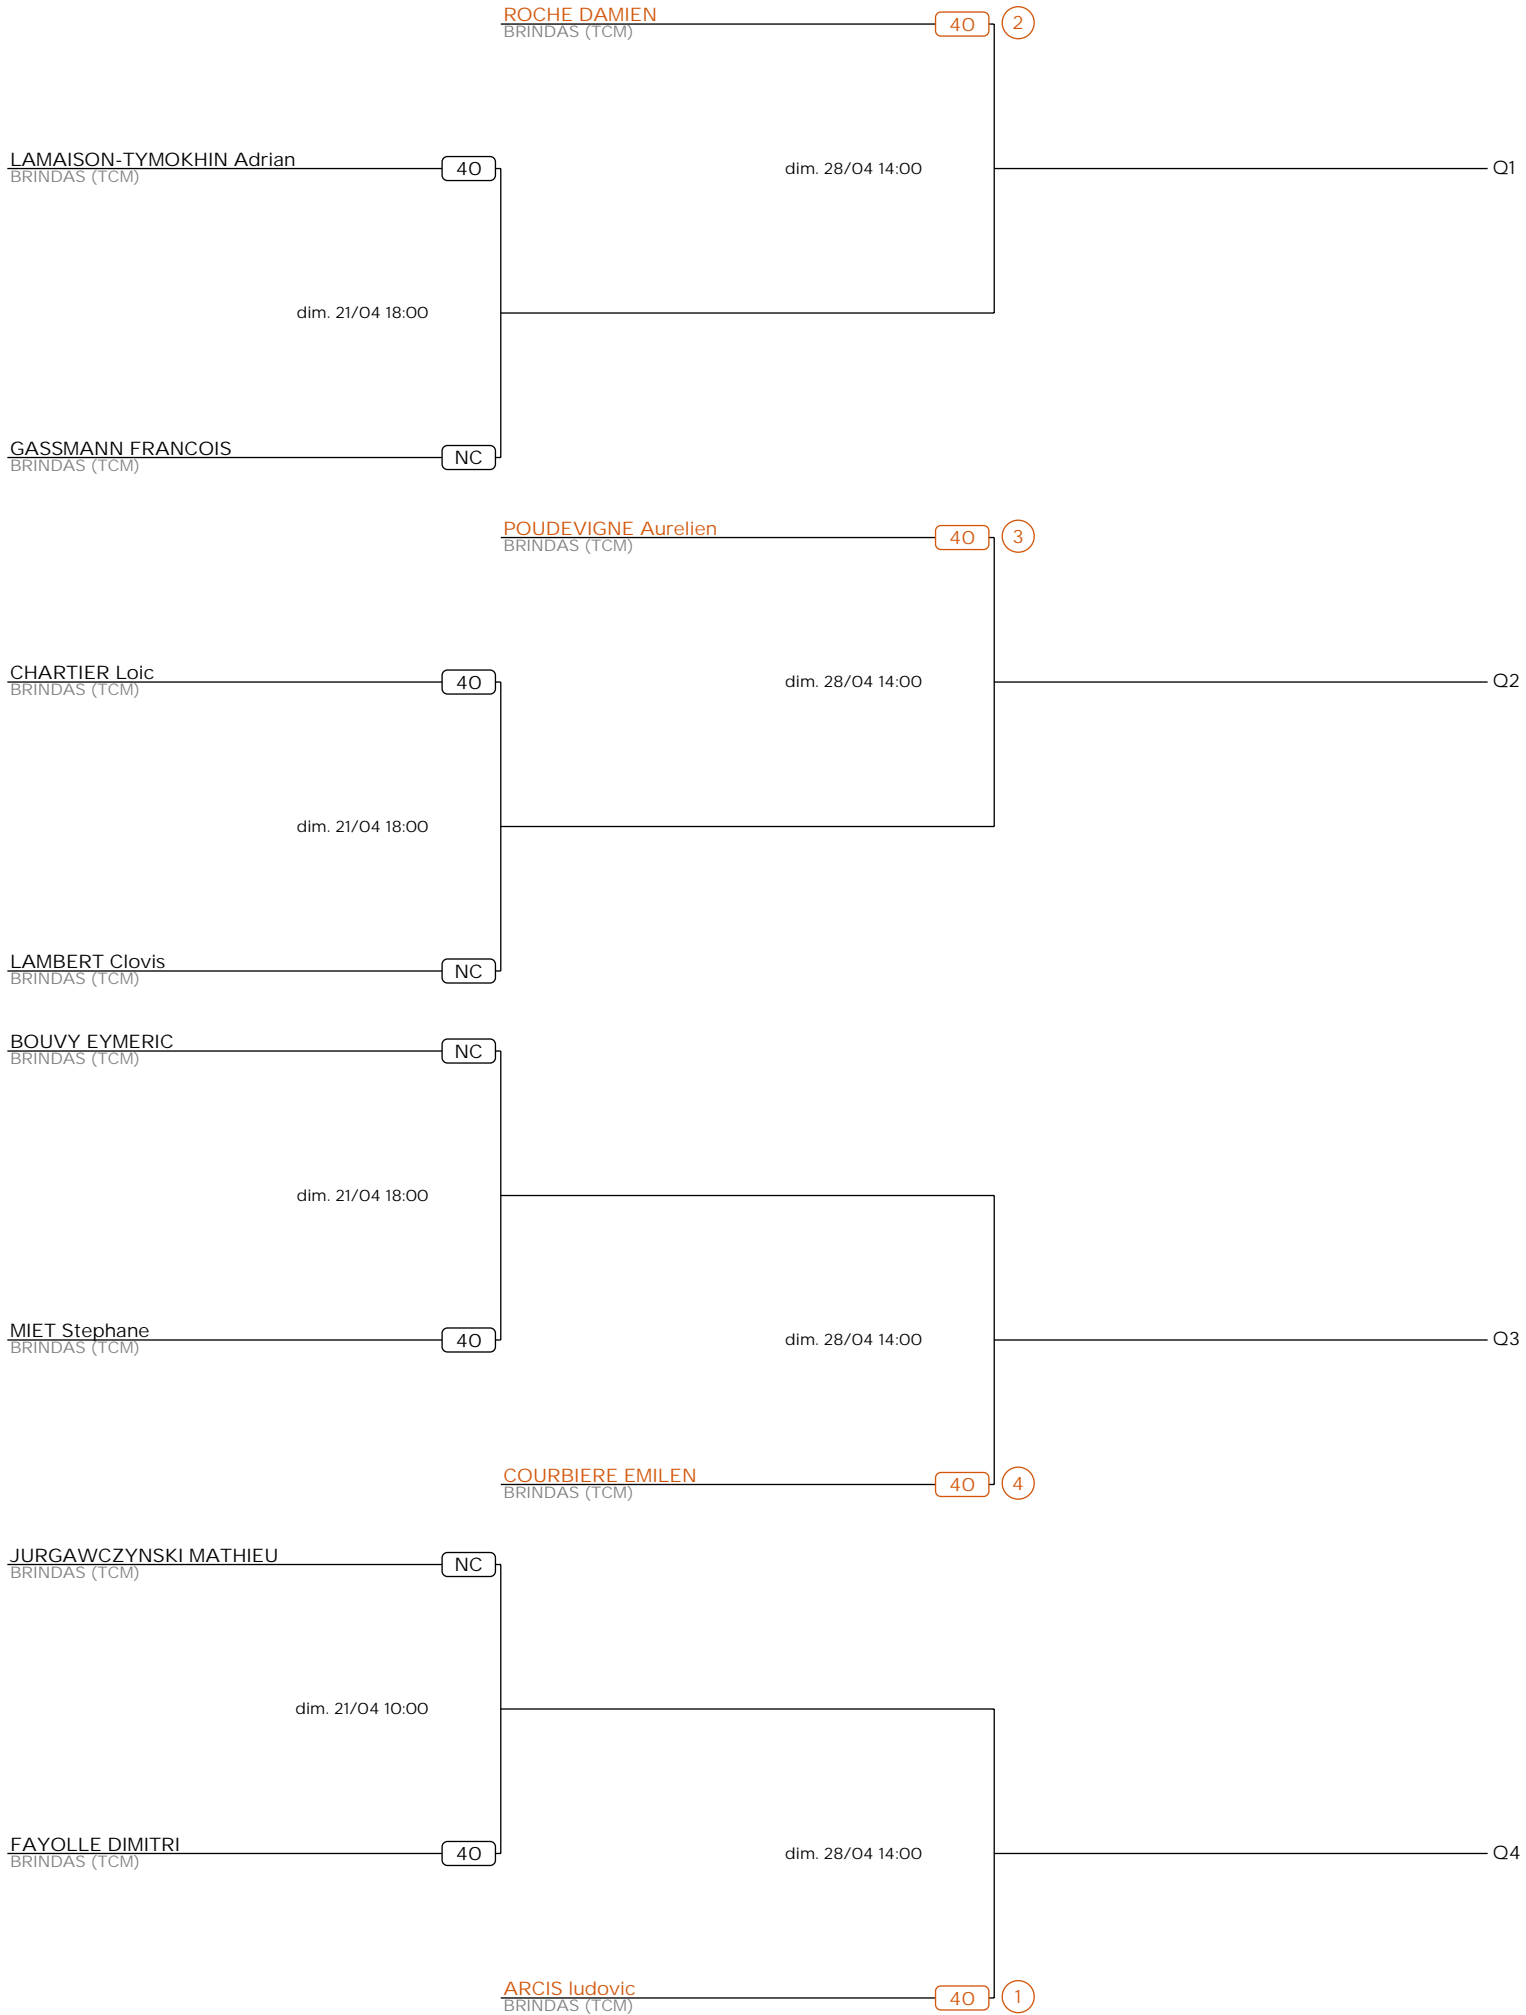 ROCHE DAMIEN 40 2
BRINDAS (TCM)
LAMAISON-TYMOKHIN Adrian 40
BRINDAS (TCM)
dim. 28/04 14:00 Q1
dim. 21/04 18:00
GASSMANN FRANCOIS NC
BRINDAS (TCM)
POUDEVIGNE Aurelien 40 3
BRINDAS (TCM)
CHARTIER Loic 40
BRINDAS (TCM)
dim. 28/04 14:00 Q2
dim. 21/04 18:00
LAMBERT Clovis NC
BRINDAS (TCM)
BOUVY EYMERIC NC
BRINDAS (TCM)
dim. 21/04 18:00
MIET Stephane 40
BRINDAS (TCM)
dim. 28/04 14:00 Q3
COURBIERE EMILEN 40 4
BRINDAS (TCM)
JURGAWCZYNSKI MATHIEU NC
BRINDAS (TCM)
dim. 21/04 10:00
FAYOLLE DIMITRI 40
BRINDAS (TCM)
dim. 28/04 14:00 Q4
ARCIS ludovic 40 1
BRINDAS (TCM)